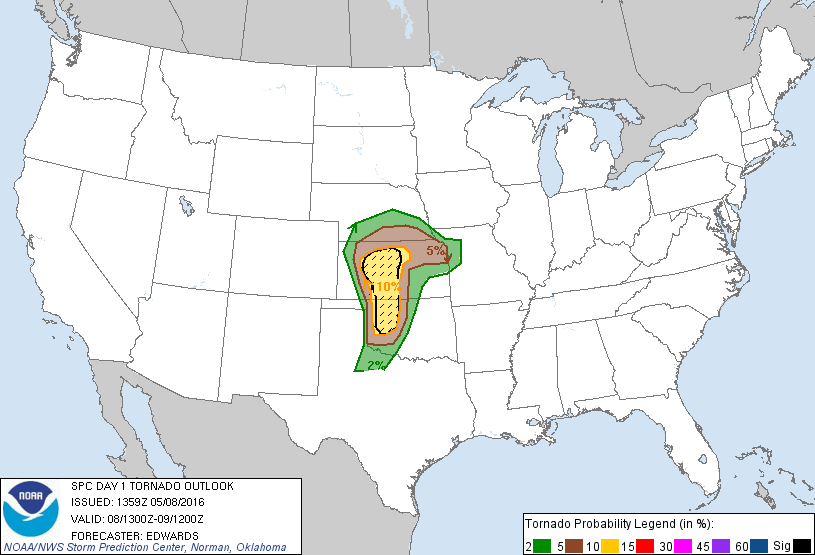 5%
10%
2%
NOAA
SPC DAY 1 TORNADO OUTLOOK
ISSUED: 1359Z 05/08/2016
VALID: 08/1300Z-09/1200Z
FORECASTER: EDWARDS
NOAA/NWS Storm Prediction Center, Norman, Oklahoma
Tornado Probability Legend (in %):
2 5 10 15 30 45 60 Sig